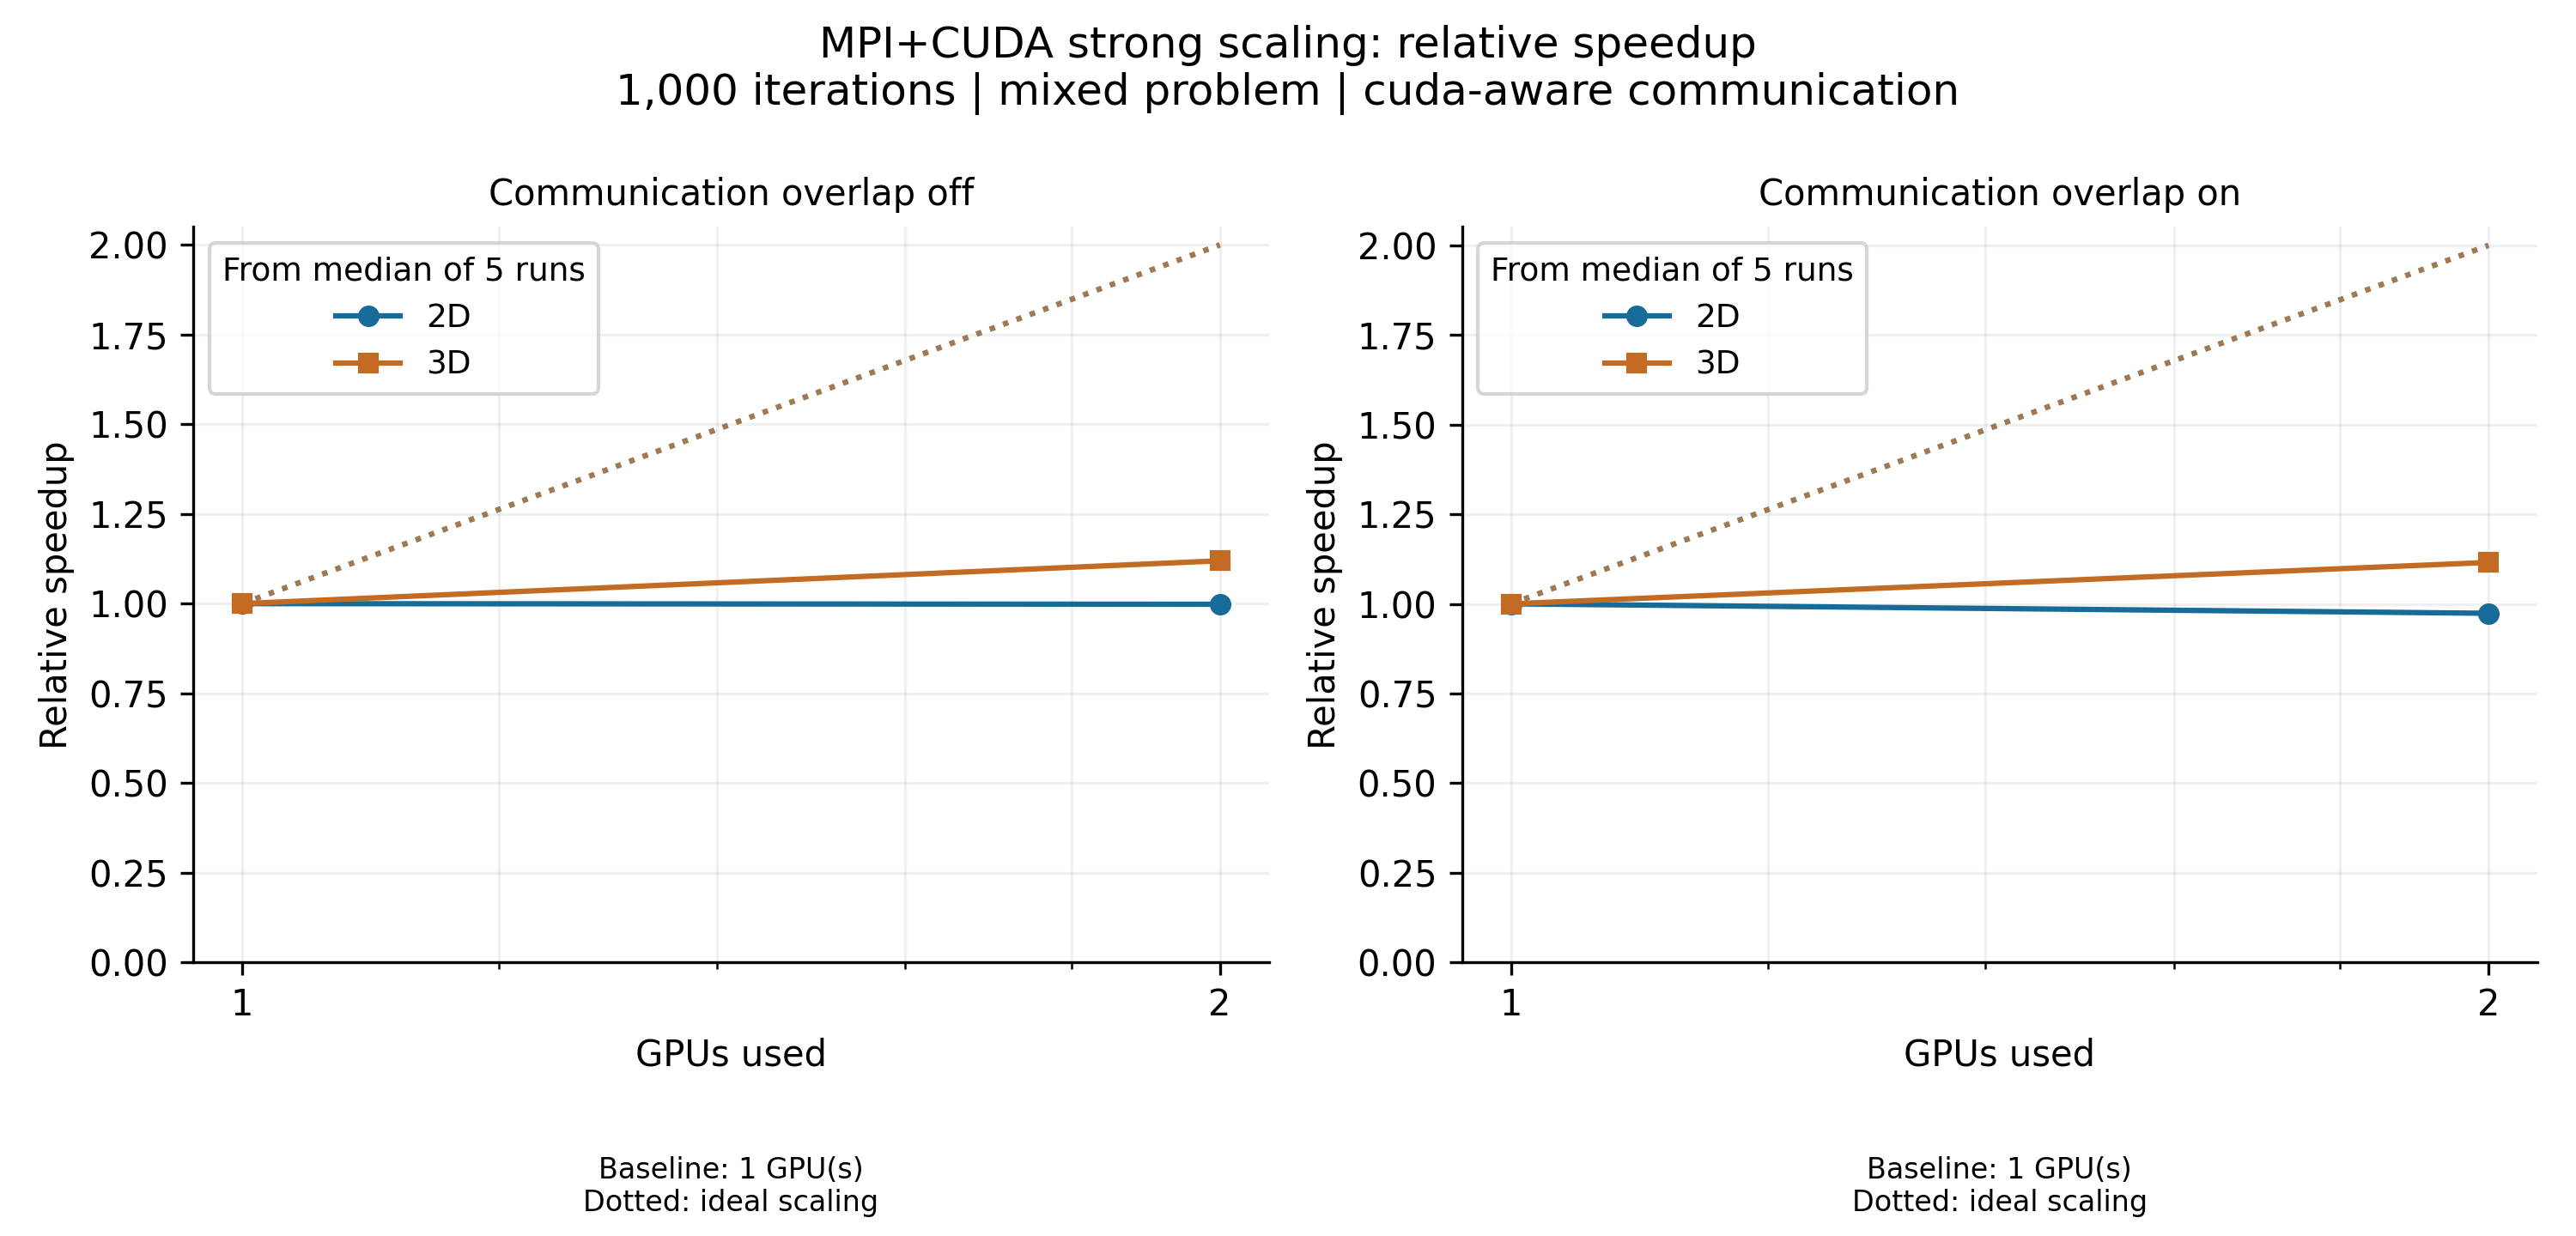 MPI+CUDA strong scaling: relative speedup
1,000 iterations | mixed problem | cuda-aware communication
Communication overlap off
From median of 5 runs
2D
3D
Relative speedup
2.00
1.75
1.50
1.25
1.00
0.75
0.50
0.25
0.00
1
2
GPUs used
Baseline: 1 GPU(s)
Dotted: ideal scaling
Communication overlap on
From median of 5 runs
2D
3D
Relative speedup
2.00
1.75
1.50
1.25
1.00
0.75
0.50
0.25
0.00
1
2
GPUs used
Baseline: 1 GPU(s)
Dotted: ideal scaling